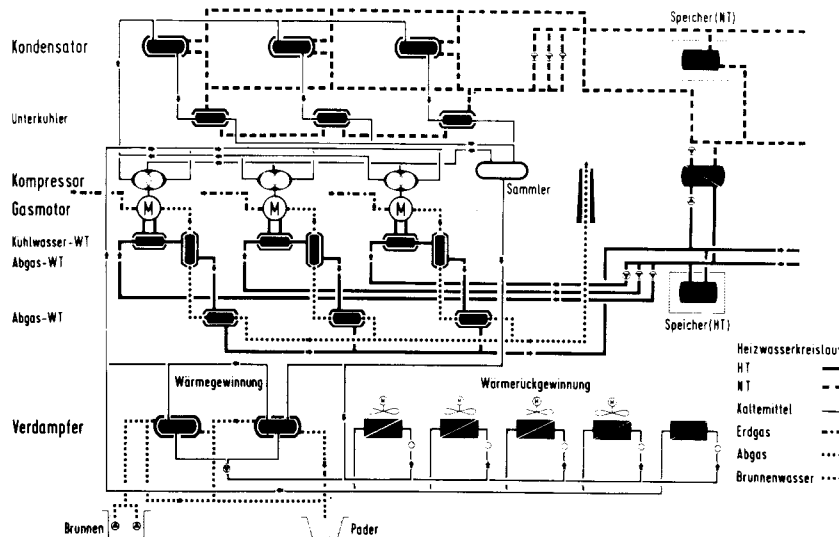 Speicher(NT)
Kondensator
Unterkuhler
Kompressor
Sammler
Gasmotor
M
M
M
Kuhlwasser-WT
Abgas-WT
Abgas-WT
Speicher(HT)
Heizwasserkreislau
HT
NT
Kaltemittel
Erdgas
Abgas
Brunnenwasser
Wärmegewinnung
Wärmerückgewinnung
Verdampfer
Brunnen
Pader